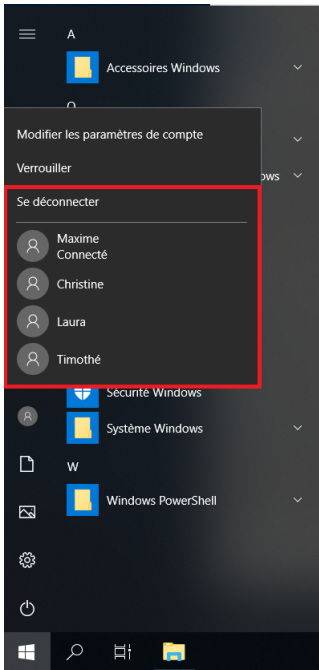 A
Accessoires Windows
Modifier les paramètres de compte
Verrouiller
ows
Se déconnecter
Maxime
Connecté
Christine
Laura
Timothé
Sécurité Windows
Système Windows
W
Windows PowerShell